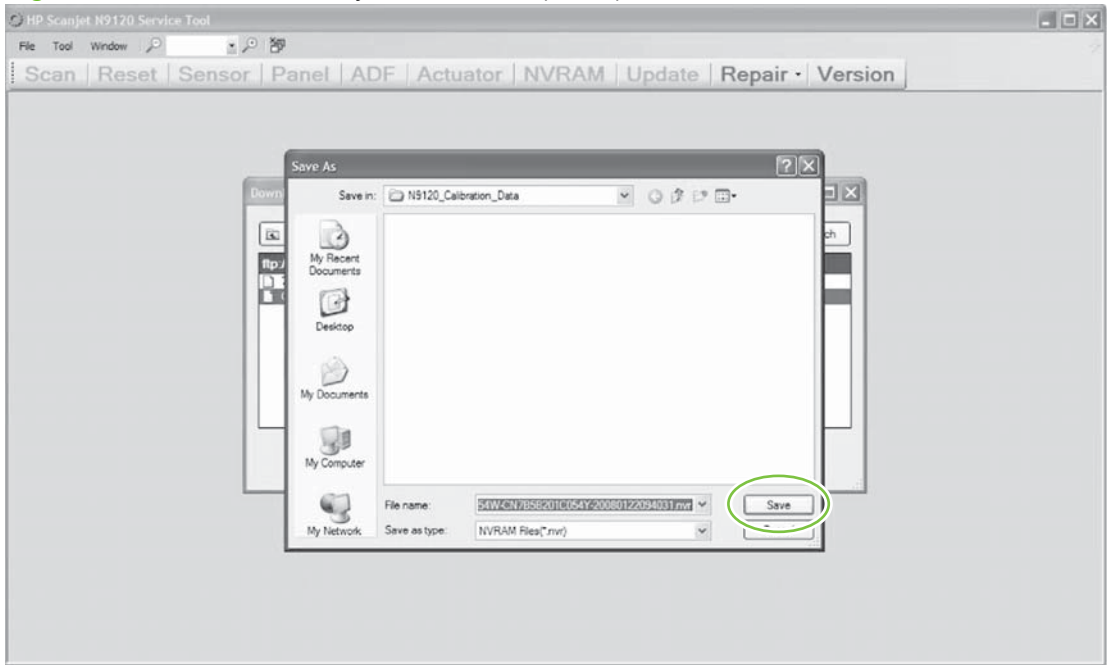 HP Scanjet N9120 Service Tool
File Tool Window
Scan Reset Sensor Panel ADF Actuator NVRAM Update Repair Version
Save As
Save in: N9120_Calibration_Data
My Recent Documents
Desktop
My Documents
My Computer
My Network
File name: 54W-CN7B5B201C054Y-20080122094031.nvr
Save
Save as type: NVRAM Files(*.nvr)
ftp:/